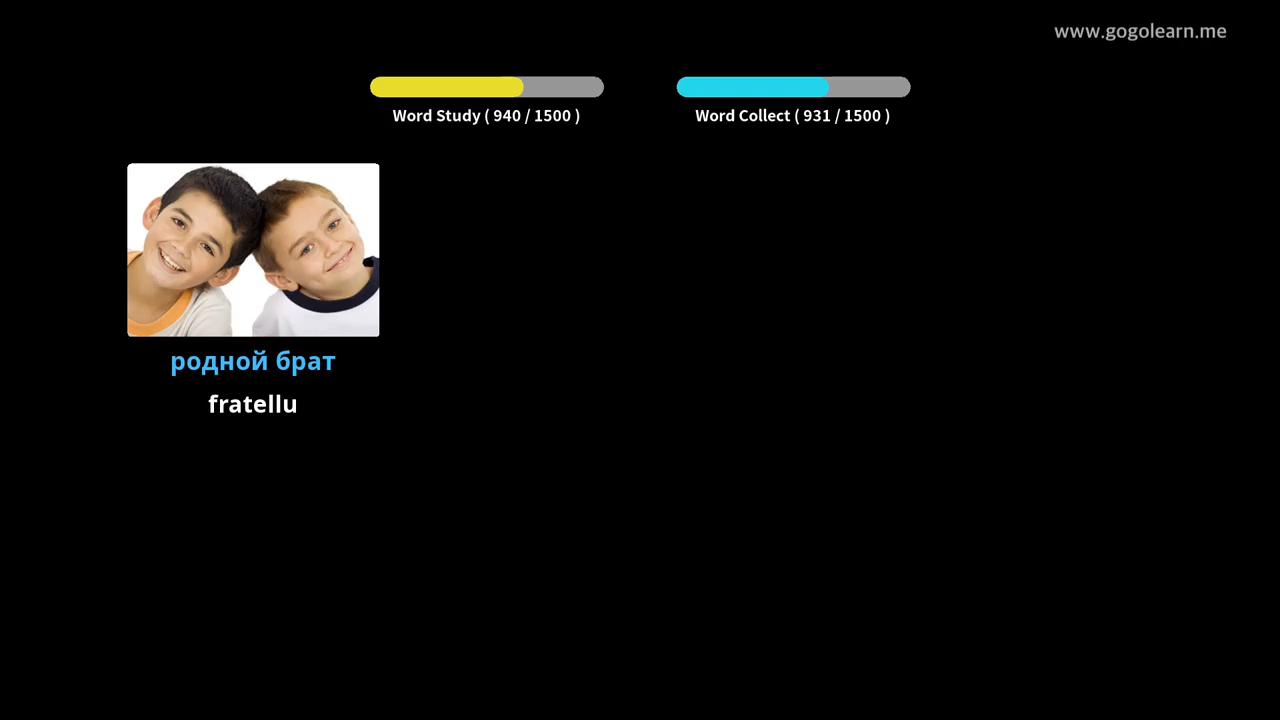 www.gogolearn.me
Word Study ( 940 / 1500 )
Word Collect ( 931 / 1500 )
родной брат
fratellu